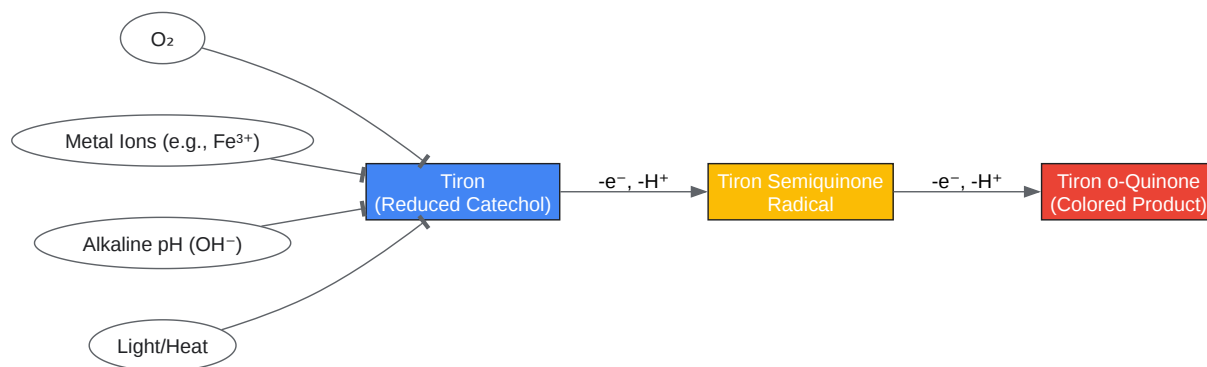 O₂
Metal Ions (e.g., Fe³⁺)
Tiron
(Reduced Catechol)
-e⁻, -H⁺
Tiron Semiquinone
Radical
-e⁻, -H⁺
Tiron o-Quinone
(Colored Product)
Alkaline pH (OH⁻)
Light/Heat